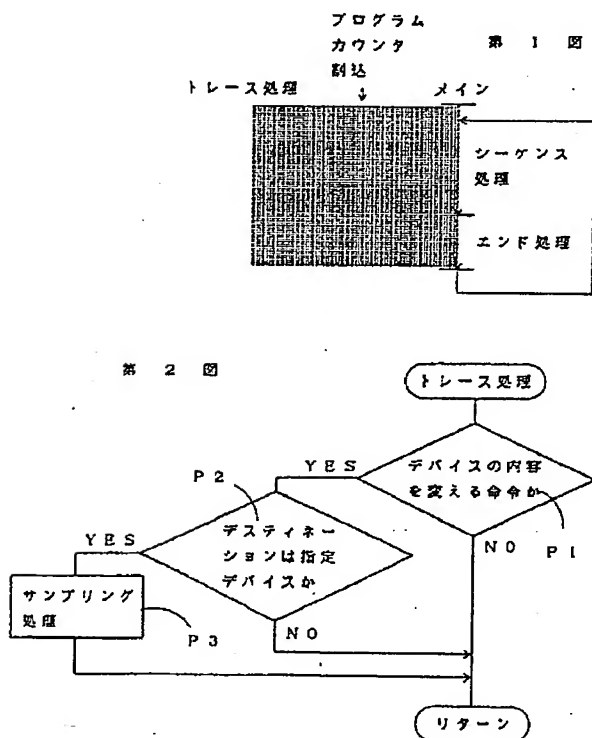 プログラム
カウンタ
割込
第 1 図
トレース処理
メイン
シーケンス
処理
エンド処理
第 2 図
トレース処理
デバイスの内容
を変える命令か
YES
P1
NO
P2
デスティネー
ションは指定
デバイスか
YES
NO
サンプリング
処理
P3
リターン